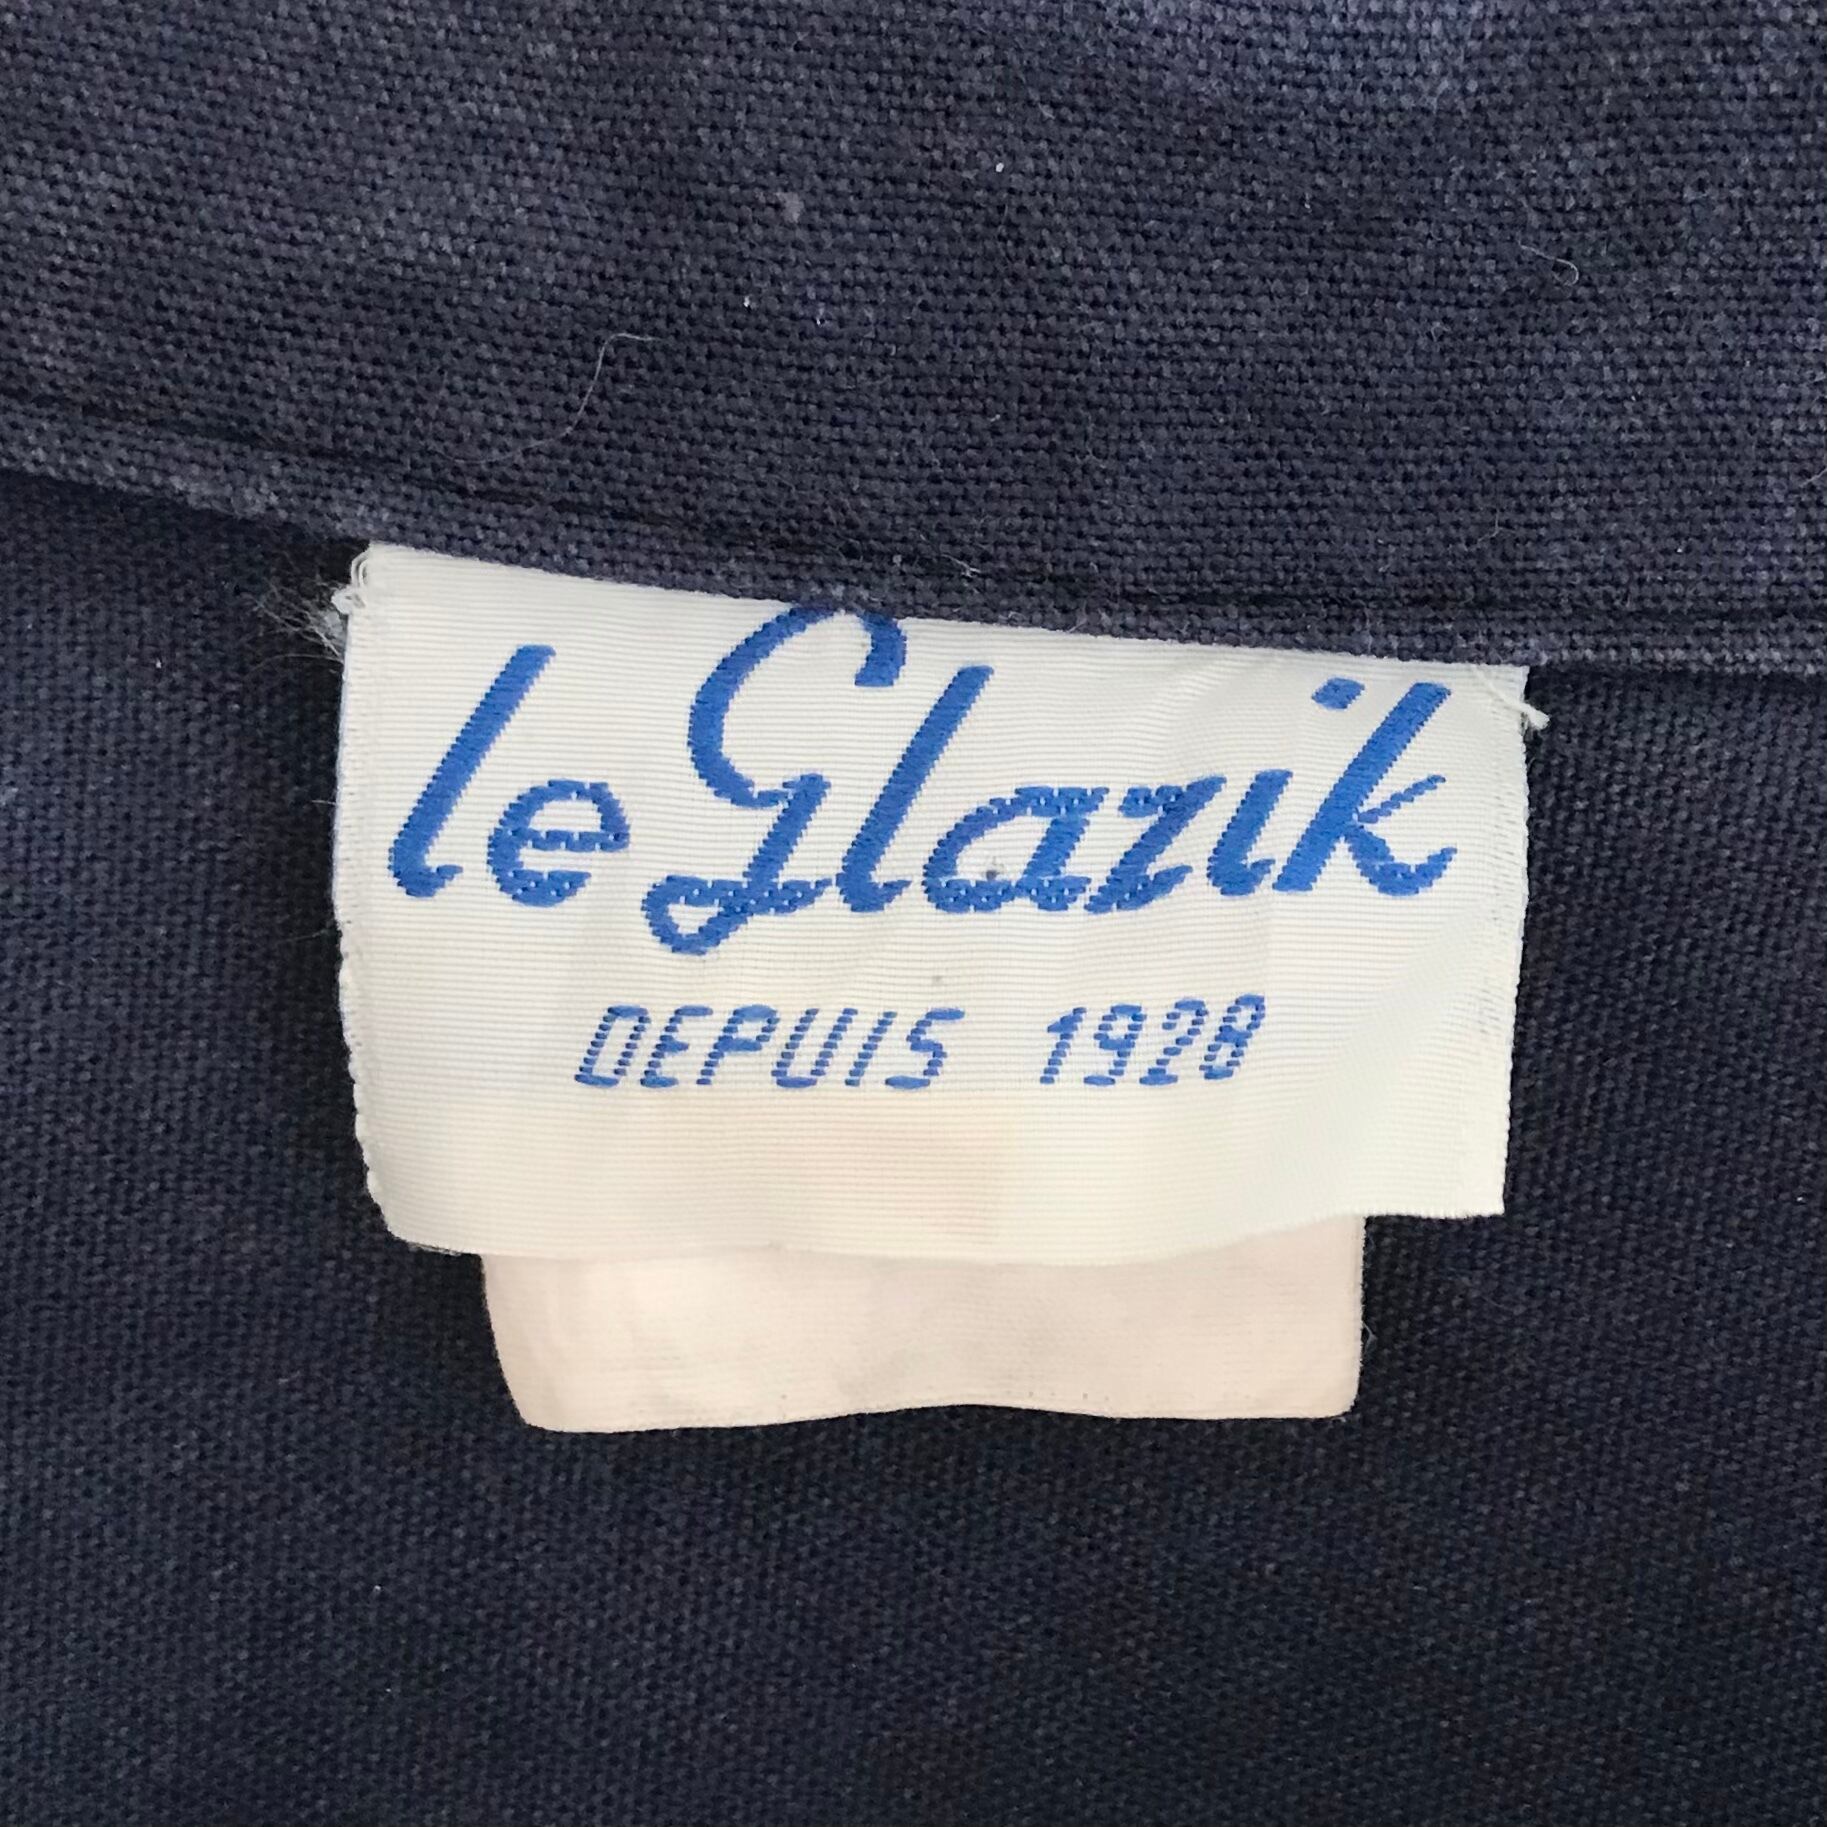 le Glazik
DEPUIS 1928